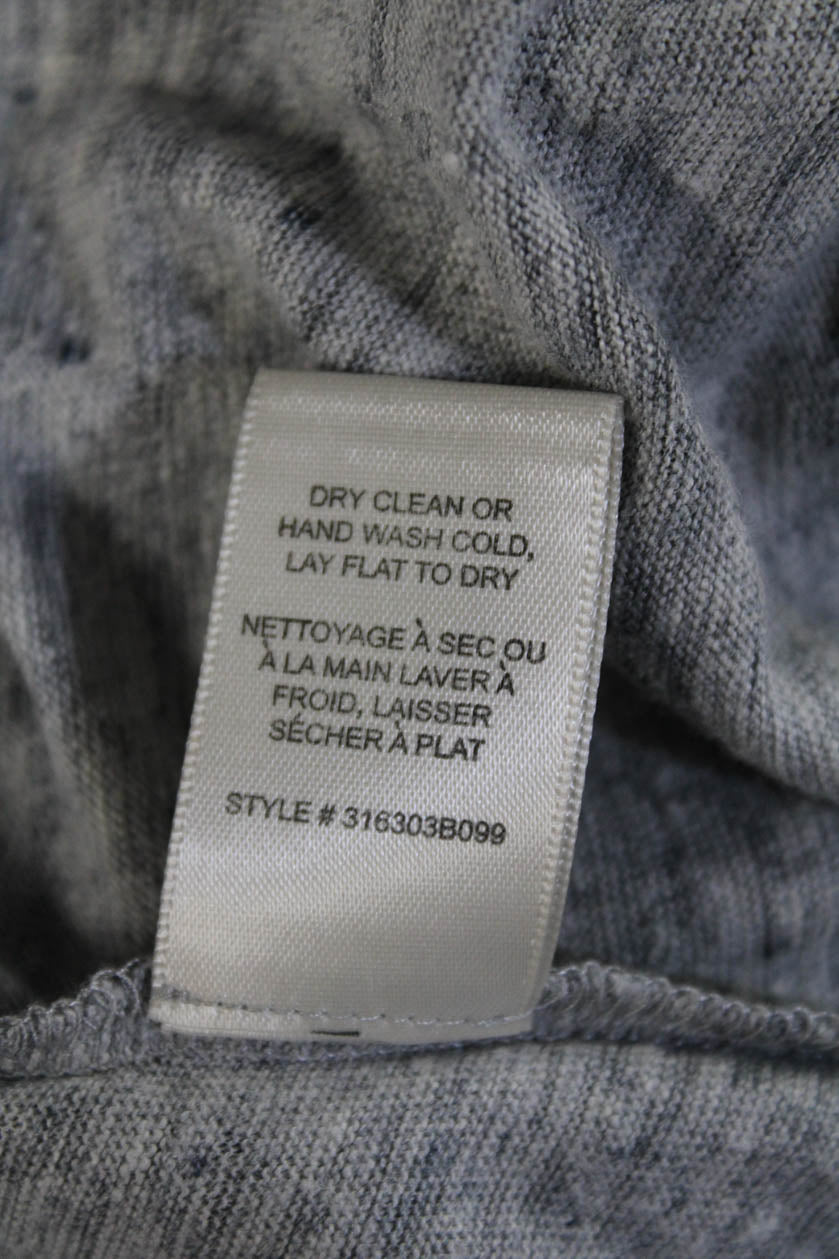 DRY CLEAN OR
HAND WASH COLD,
LAY FLAT TO DRY
NETTOYAGE À SEC OU
À LA MAIN LAVER À
FROID, LAISSER
SÉCHER À PLAT
STYLE # 316303B099